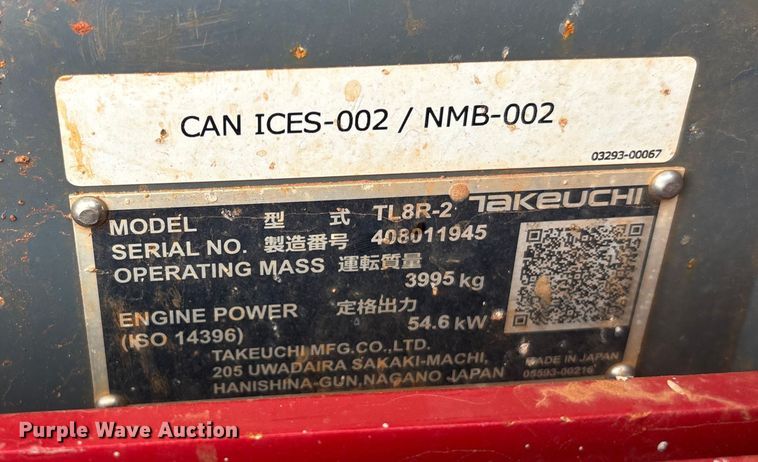 CAN ICES-002 / NMB-002
03293-00067
TAKEUCHI
MODEL 型 式 TL8R-2
SERIAL NO. 製造番号 408011945
OPERATING MASS 運転質量
3995 kg
ENGINE POWER 定格出力
(ISO 14396) 54.6 kW
TAKEUCHI MFG.CO.,LTD.
205 UWADAIRA SAKAKI-MACHI,
HANISHINA-GUN,NAGANO JAPAN
MADE IN JAPAN
05593-00216
Purple Wave Auction